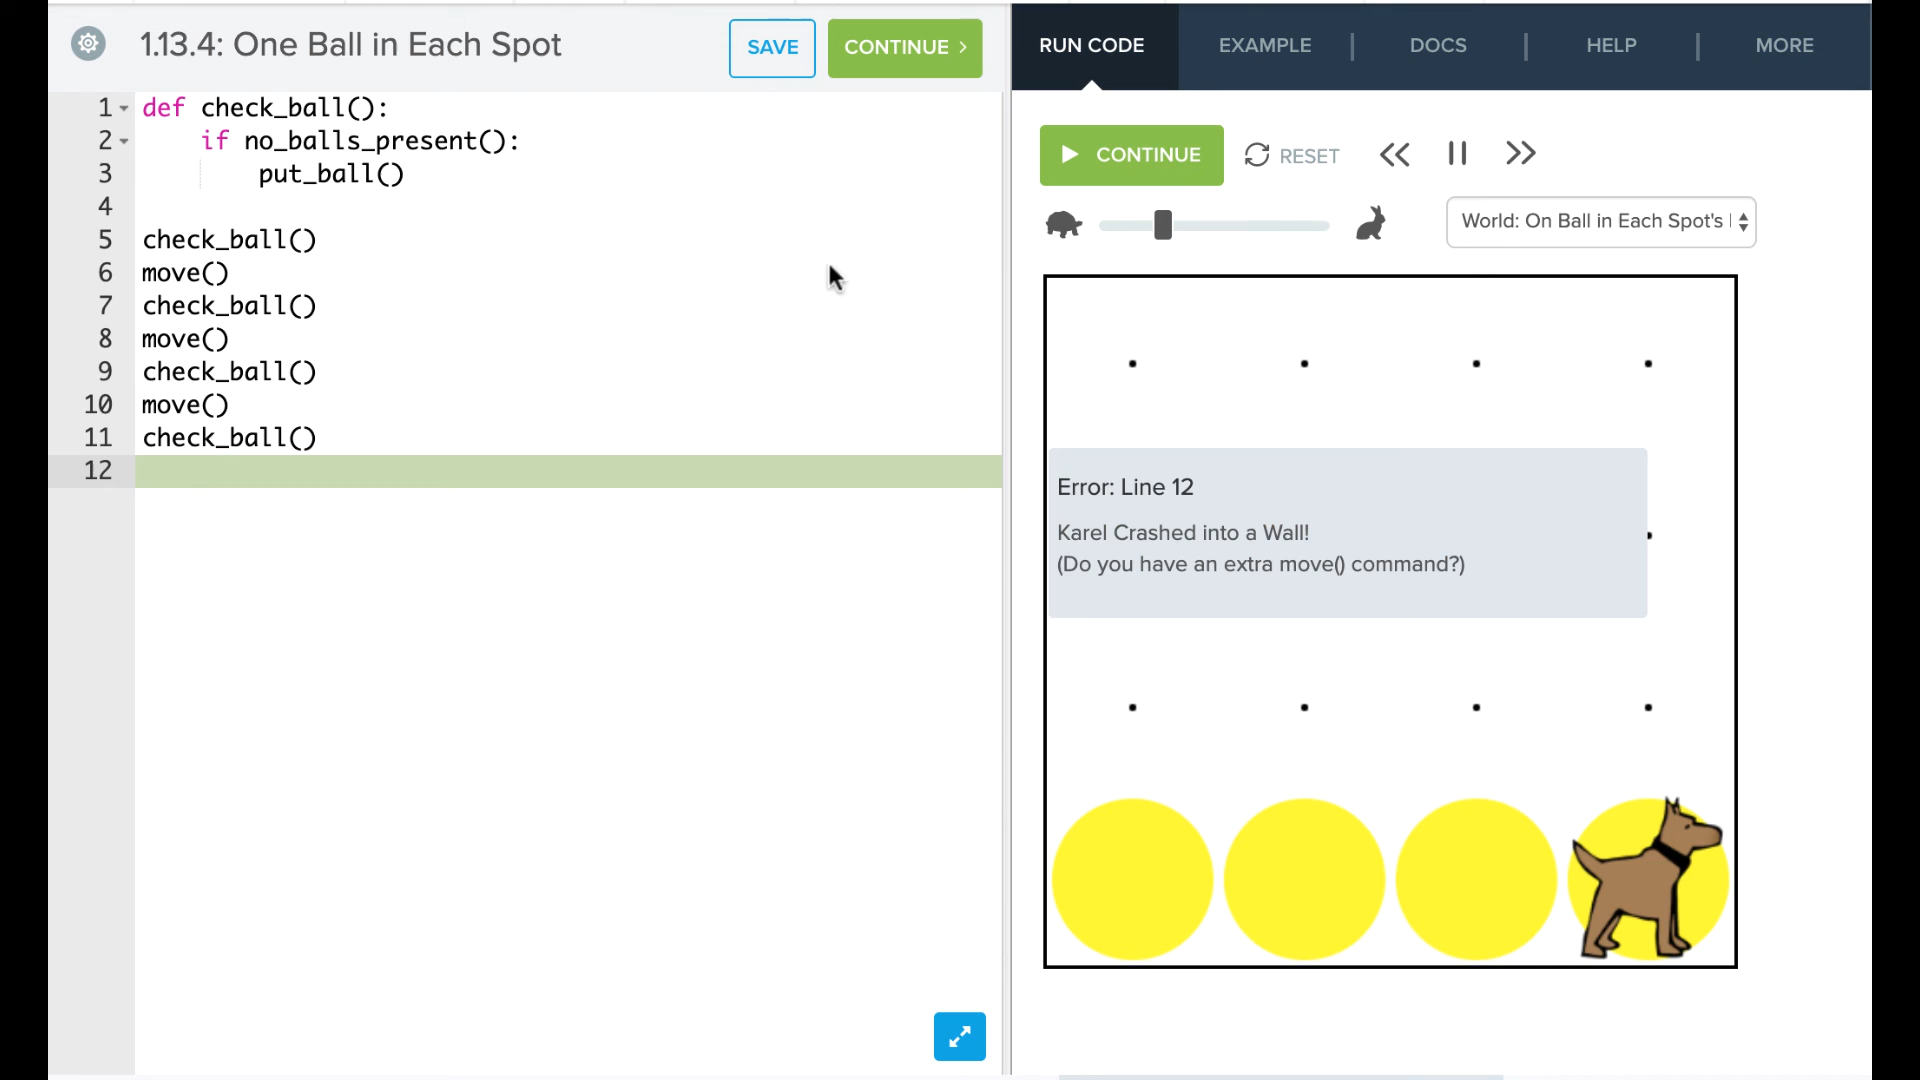 1.13.4: One Ball in Each Spot
SAVE
CONTINUE >
1 def check_ball():
2 if no_balls_present():
3 put_ball()
4
5 check_ball()
6 move()
7 check_ball()
8 move()
9 check_ball()
10 move()
11 check_ball()
12
RUN CODE
EXAMPLE
DOCS
HELP
MORE
CONTINUE
RESET
World: On Ball in Each Spot's
Error: Line 12
Karel Crashed into a Wall!
(Do you have an extra move() command?)